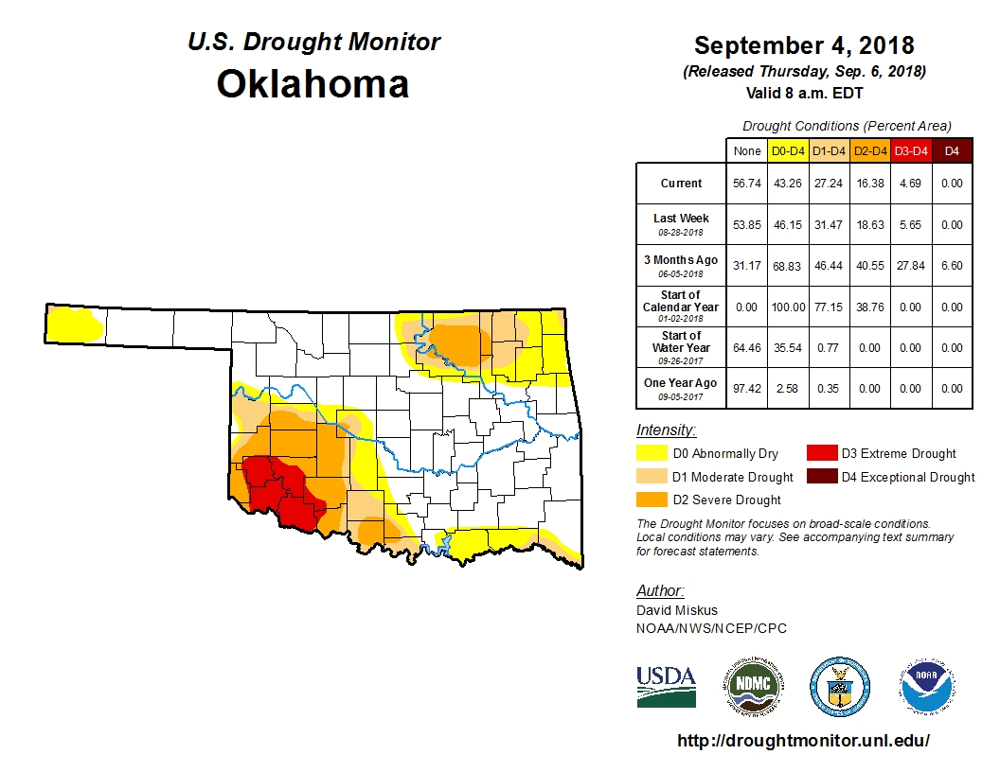 U.S. Drought Monitor
Oklahoma
September 4, 2018
(Released Thursday, Sep. 6, 2018)
Valid 8 a.m. EDT
Drought Conditions (Percent Area)
None D0-D4 D1-D4 D2-D4 D3-D4 D4
Current 56.74 43.26 27.24 16.38 4.69 0.00
Last Week
08-28-2018
53.85 46.15 31.47 18.63 5.65 0.00
3 Months Ago
06-05-2018
31.17 68.83 46.44 40.55 27.84 6.60
Start of
Calendar Year
01-02-2018
0.00 100.00 77.15 38.76 0.00 0.00
Start of
Water Year
09-26-2017
64.46 35.54 0.77 0.00 0.00 0.00
One Year Ago
09-05-2017
97.42 2.58 0.35 0.00 0.00 0.00
Intensity:
D0 Abnormally Dry
D1 Moderate Drought
D2 Severe Drought
D3 Extreme Drought
D4 Exceptional Drought
The Drought Monitor focuses on broad-scale conditions.
Local conditions may vary. See accompanying text summary
for forecast statements.
Author:
David Miskus
NOAA/NWS/NCEP/CPC
USDA
NDMC
NOAA
http://droughtmonitor.unl.edu/